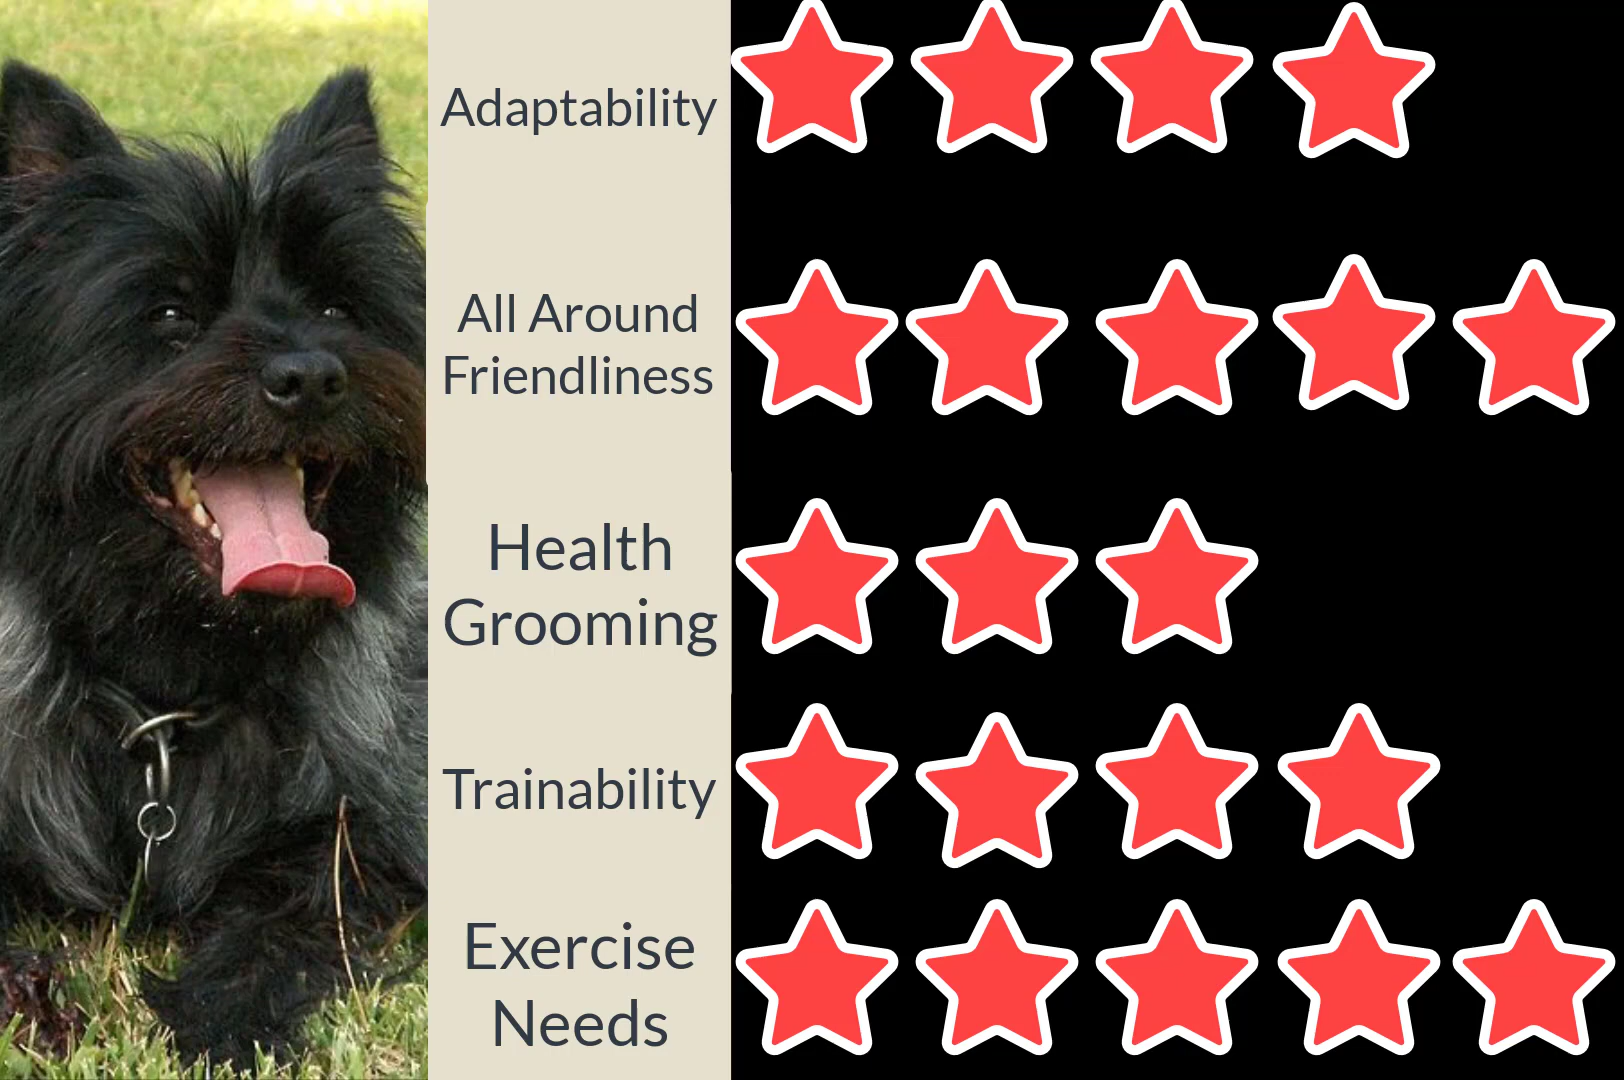 Adaptability
All Around
Friendliness
Health
Grooming
Trainability
Exercise
Needs